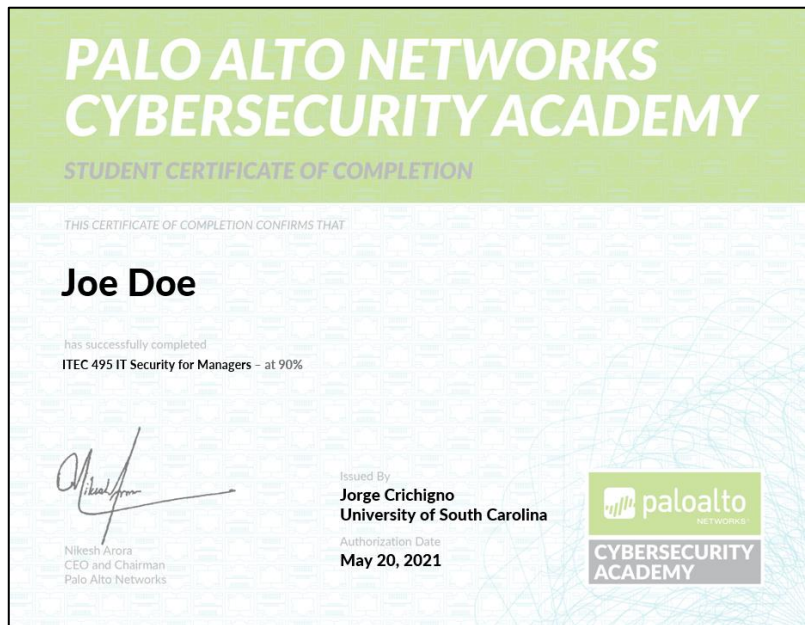 PALO ALTO NETWORKS
CYBERSECURITY ACADEMY
STUDENT CERTIFICATE OF COMPLETION
THIS CERTIFICATE OF COMPLETION CONFIRMS THAT
Joe Doe
has successfully completed
ITEC 495 IT Security for Managers – at 90%
Nikesh Arora
CEO and Chairman
Palo Alto Networks
Issued By
Jorge Crichigno
University of South Carolina
Authorization Date
May 20, 2021
paloalto
NETWORKS
CYBERSECURITY
ACADEMY